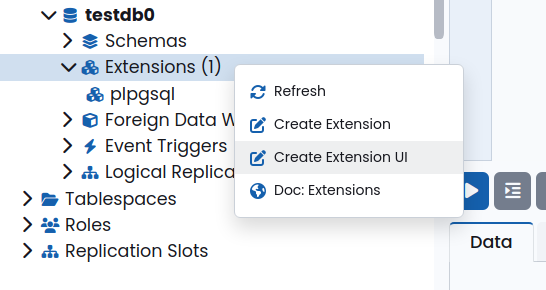 testdb0
Schemas
Extensions (1)
plpgsql
Foreign Data W
Event Triggers
Logical Replica
Tablespaces
Roles
Replication Slots
Refresh
Create Extension
Create Extension UI
Doc: Extensions
Data